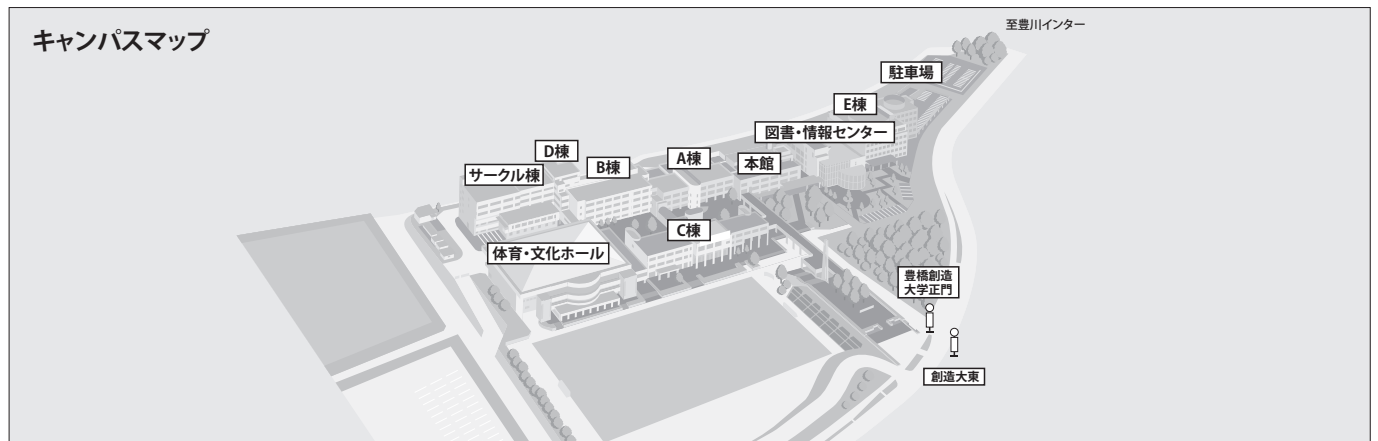 キャンパスマップ
至豊川インター
駐車場
E棟
図書・情報センター
D棟
サークル棟
B棟
A棟
本館
C棟
体育・文化ホール
豊橋創造
大学正門
創造大東